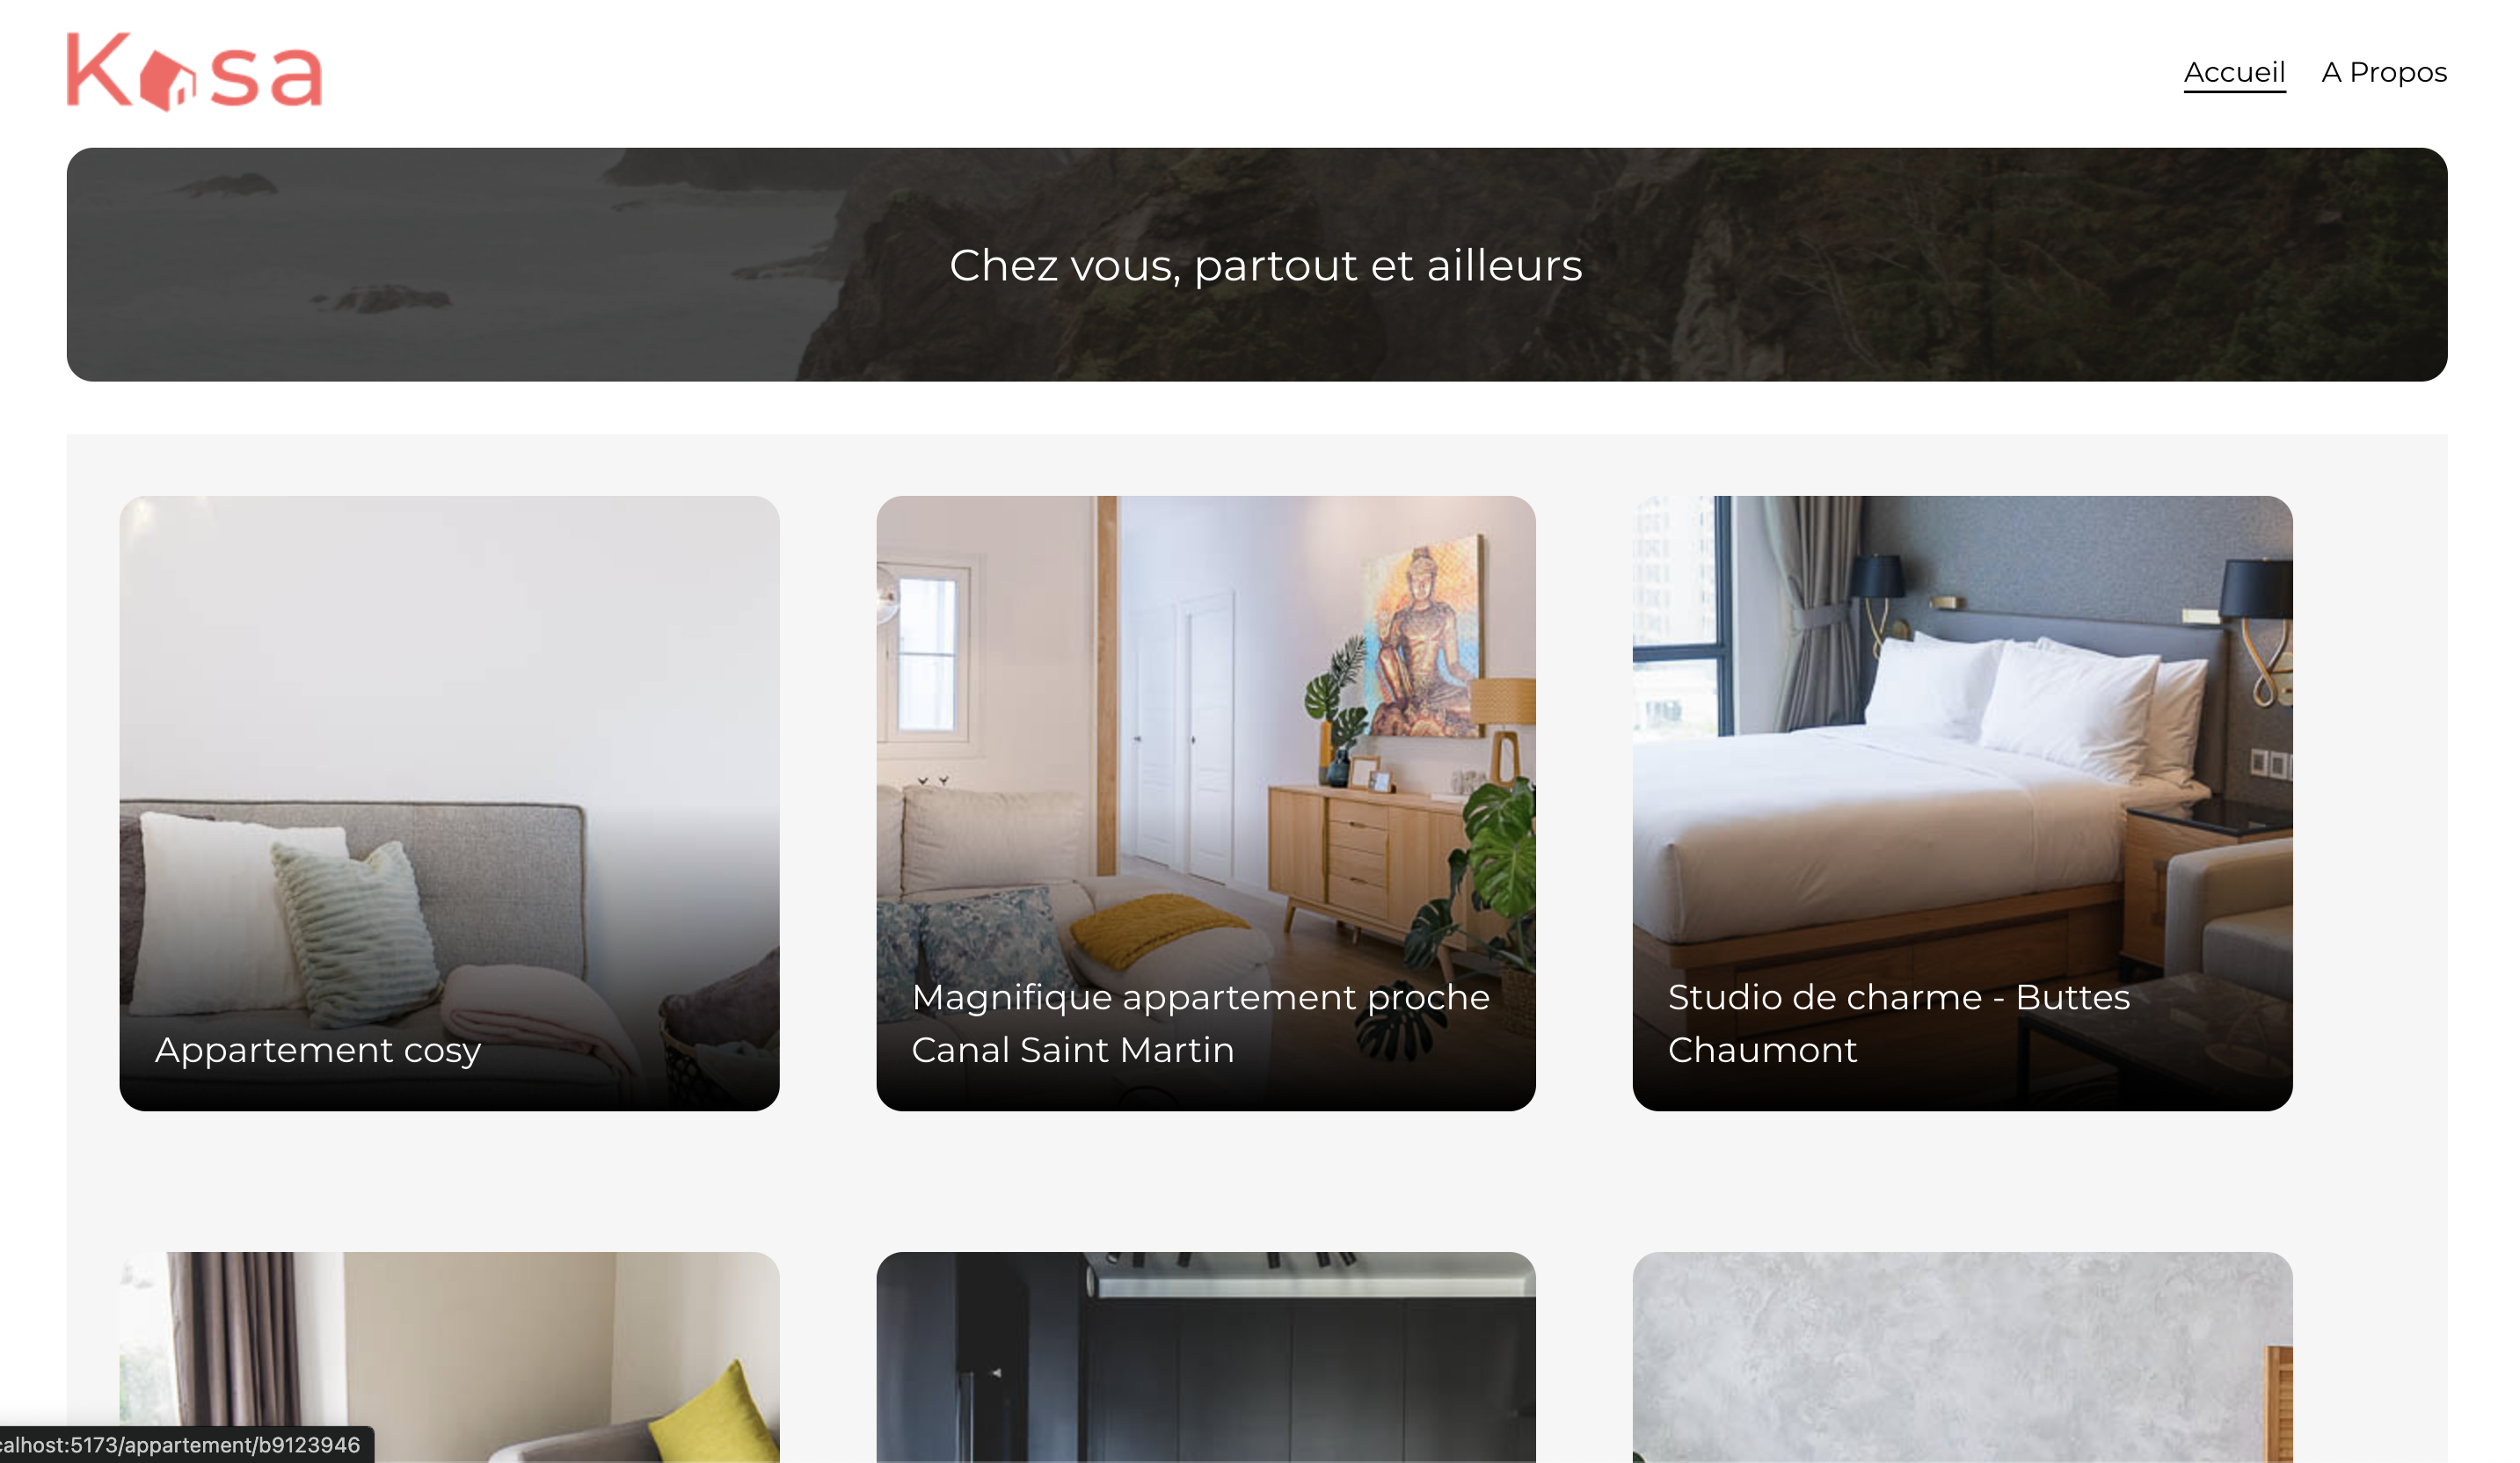 Kasa
Accueil A Propos
Chez vous, partout et ailleurs
Appartement cosy
Magnifique appartement proche
Canal Saint Martin
Studio de charme - Buttes
Chaumont
calhost:5173/appartement/b9123946